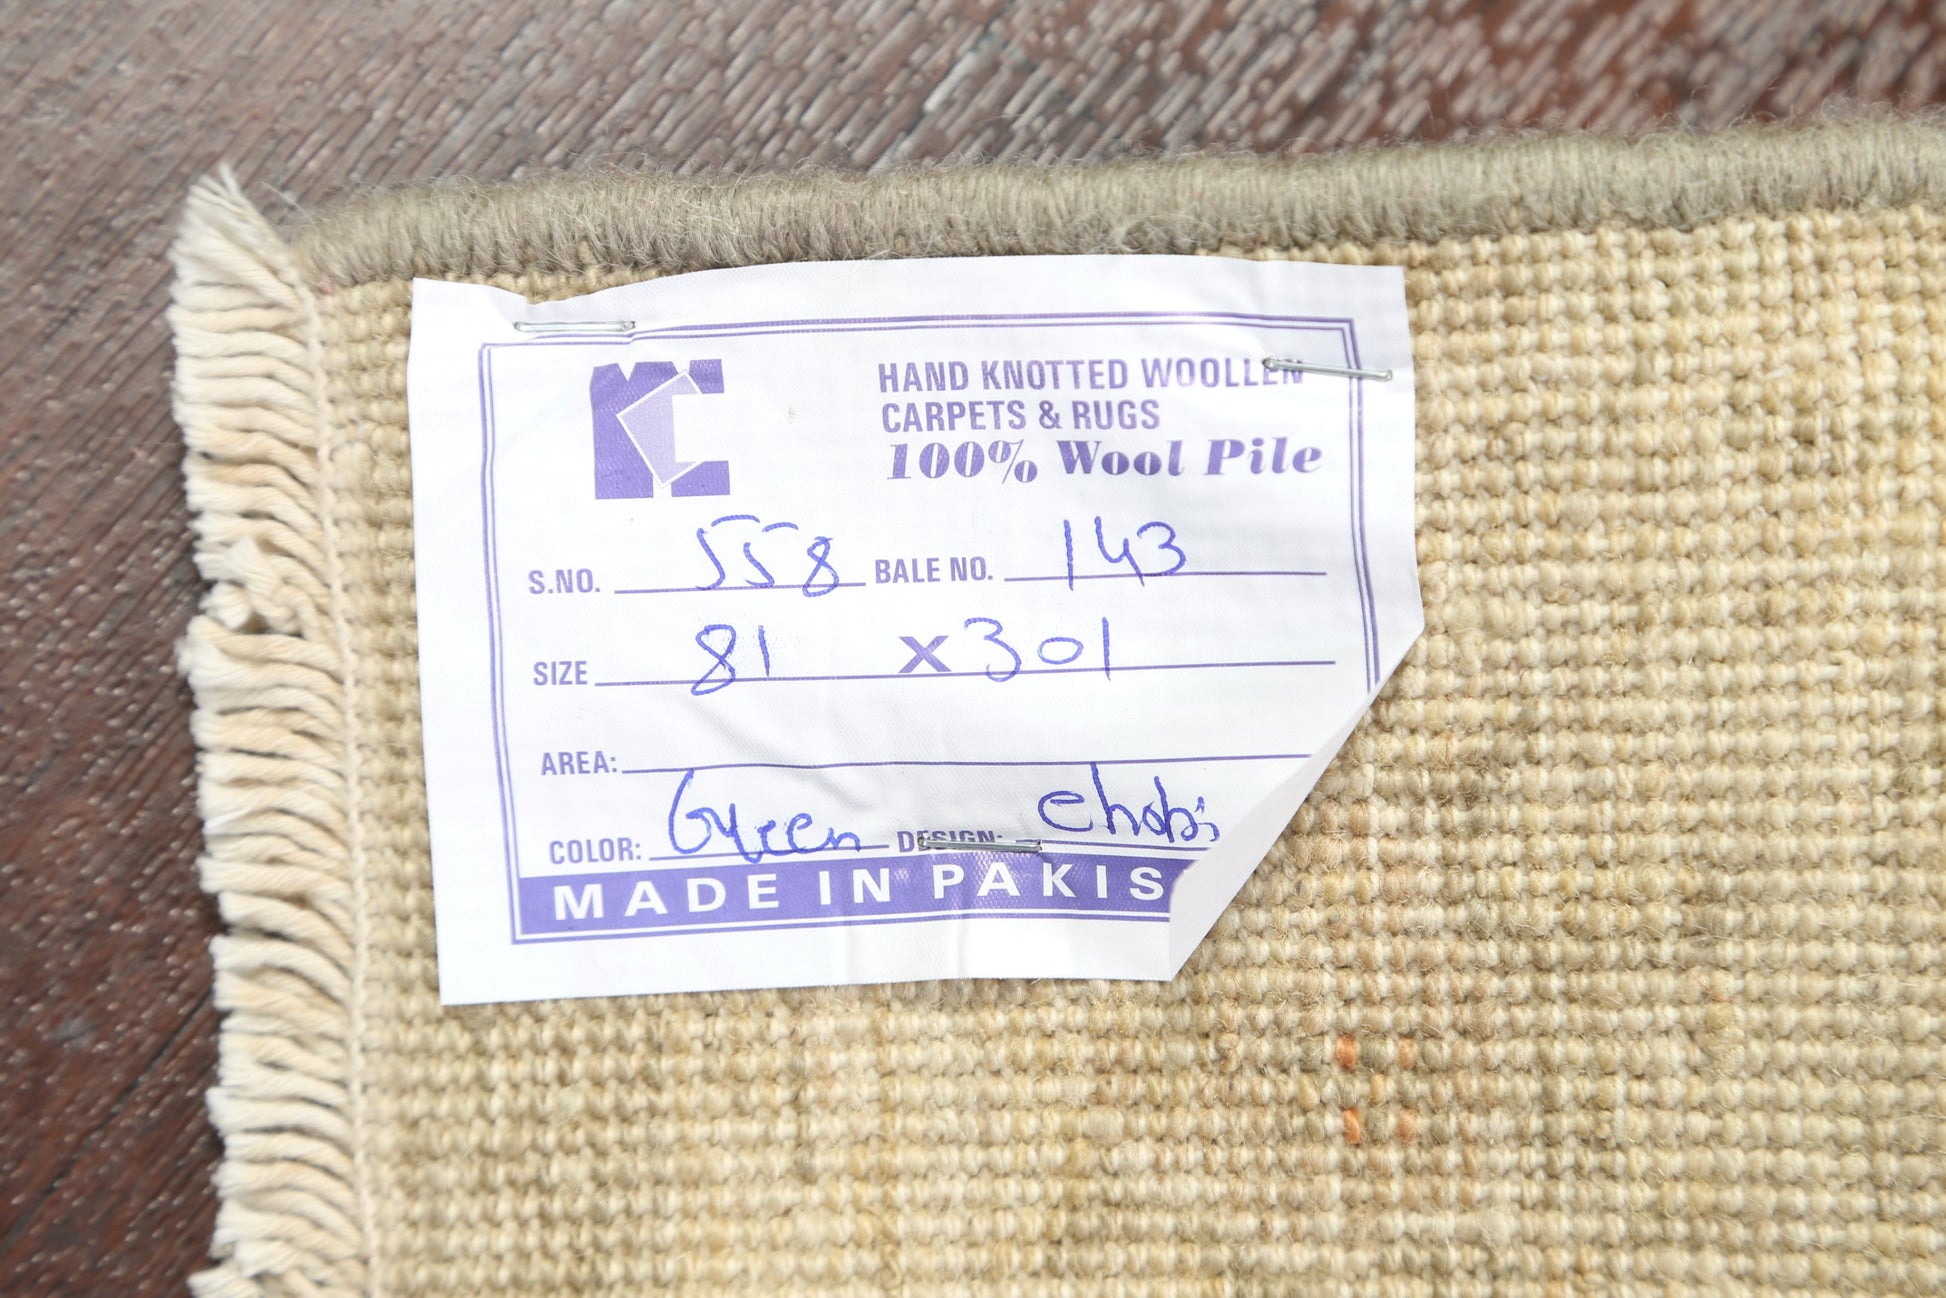 HAND KNOTTED WOOLLEN
CARPETS & RUGS
100% Wool Pile
S.NO. 558 BALE NO. 143
SIZE 81 X 301
AREA:
COLOR: Green DESIGN: Chobi
MADE IN PAKIS